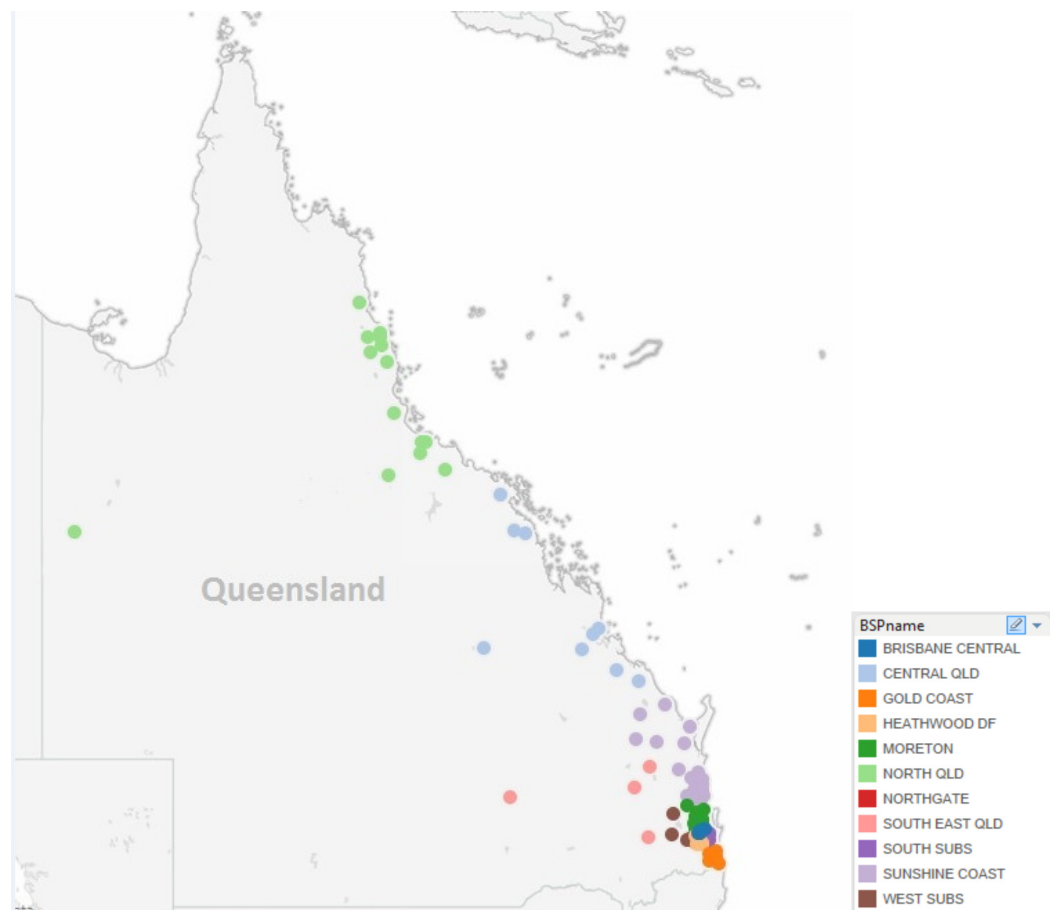 Queensland
BSPname
BRISBANE CENTRAL
CENTRAL QLD
GOLD COAST
HEATHWOOD DF
MORETON
NORTH QLD
NORTHGATE
SOUTH EAST QLD
SOUTH SUBS
SUNSHINE COAST
WEST SUBS